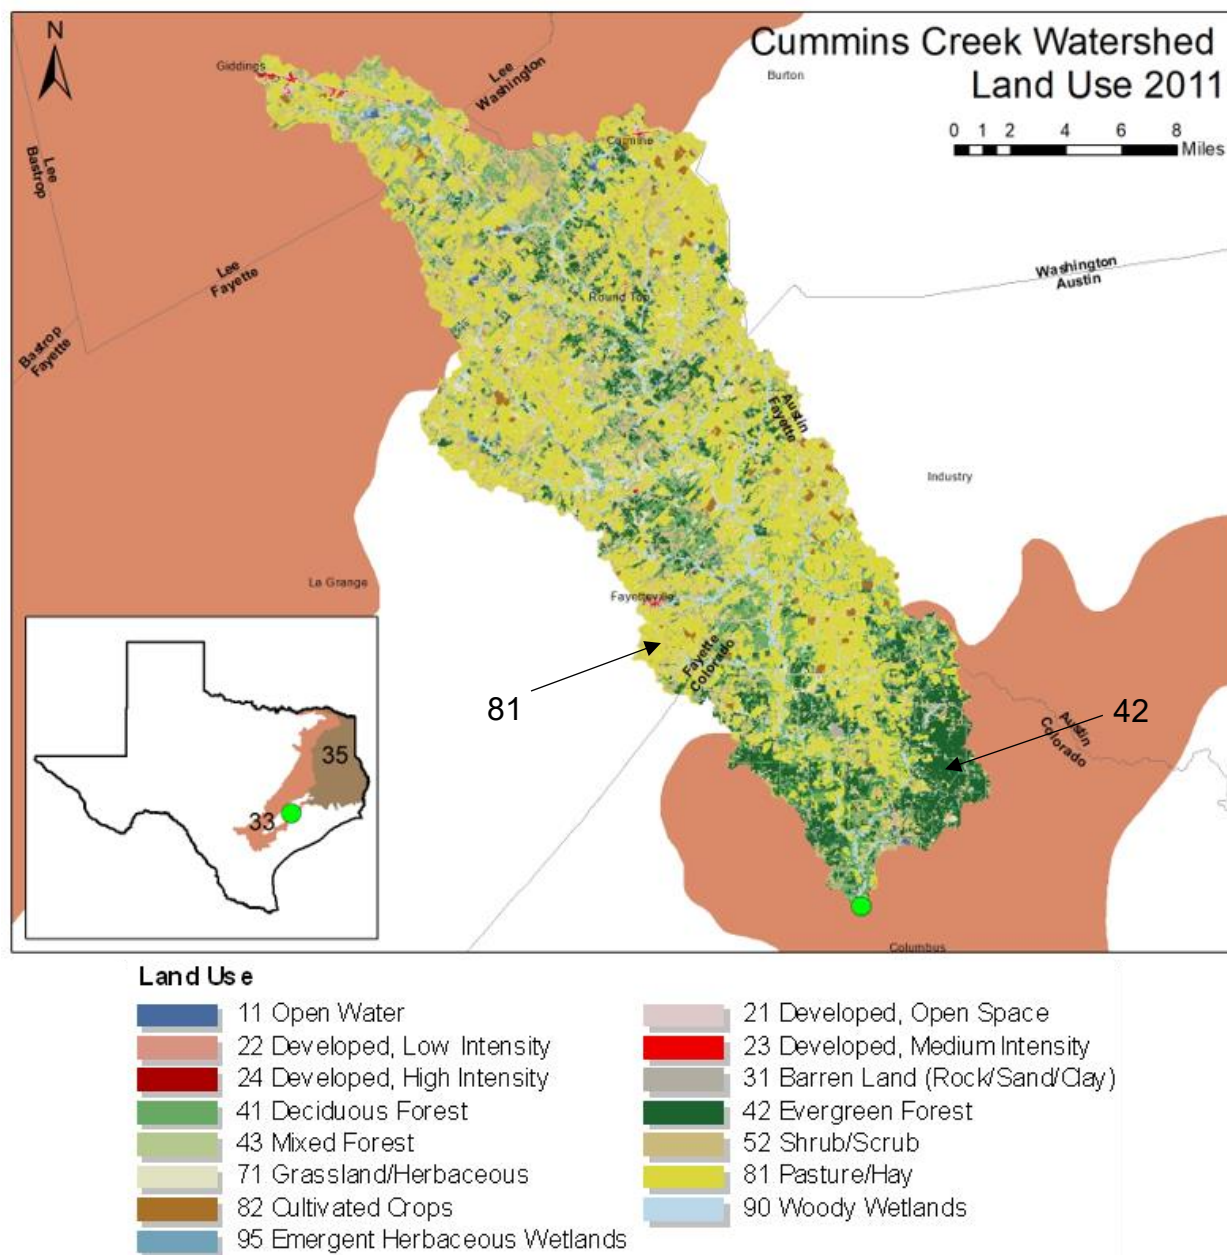 N
Cummins Creek Watershed
Land Use 2011
0 1 2 4 6 8
Miles
Giddings
Burton
Lee
Washington
Carmine
Lee
Bastrop
Lee
Fayette
Washington
Austin
Round Top
Bastrop
Fayette
Austin
Fayette
Industry
La Grange
Fayetteville
Fayette
Colorado
81
42
Austin
Colorado
35
33
Columbus
Land Use
11 Open Water
22 Developed, Low Intensity
24 Developed, High Intensity
41 Deciduous Forest
43 Mixed Forest
71 Grassland/Herbaceous
82 Cultivated Crops
95 Emergent Herbaceous Wetlands
21 Developed, Open Space
23 Developed, Medium Intensity
31 Barren Land (Rock/Sand/Clay)
42 Evergreen Forest
52 Shrub/Scrub
81 Pasture/Hay
90 Woody Wetlands